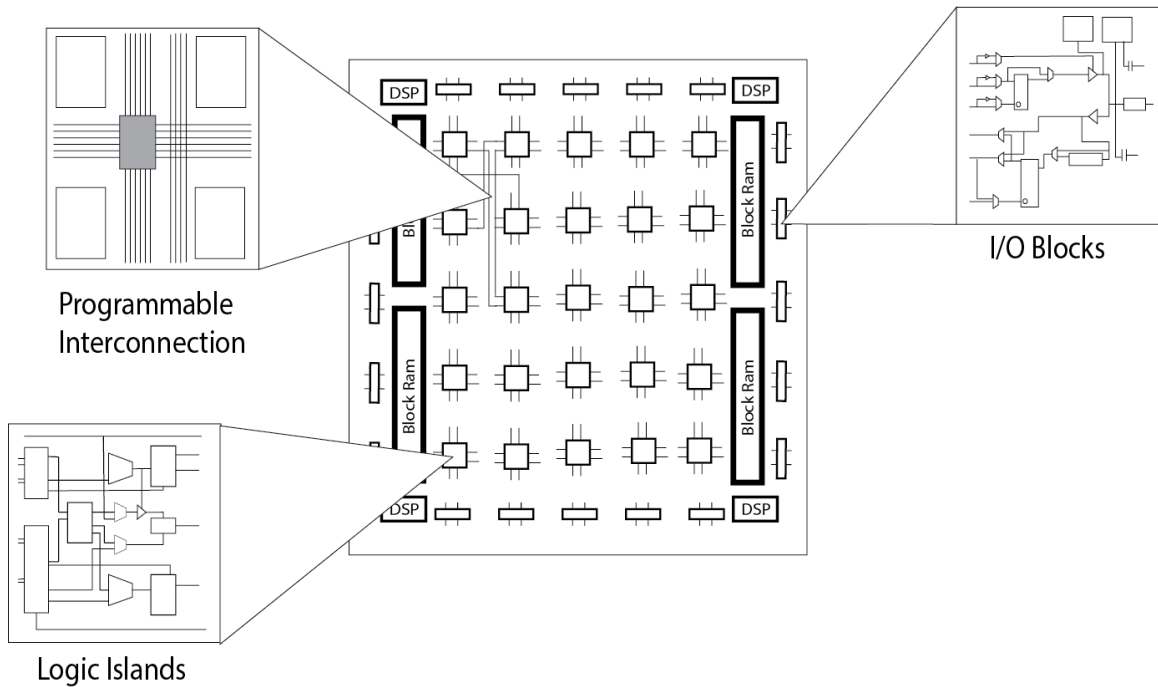 DSP
DSP
Block Ram
I/O Blocks
Programmable
Interconnection
Block Ram
Block Ram
DSP
DSP
Logic Islands